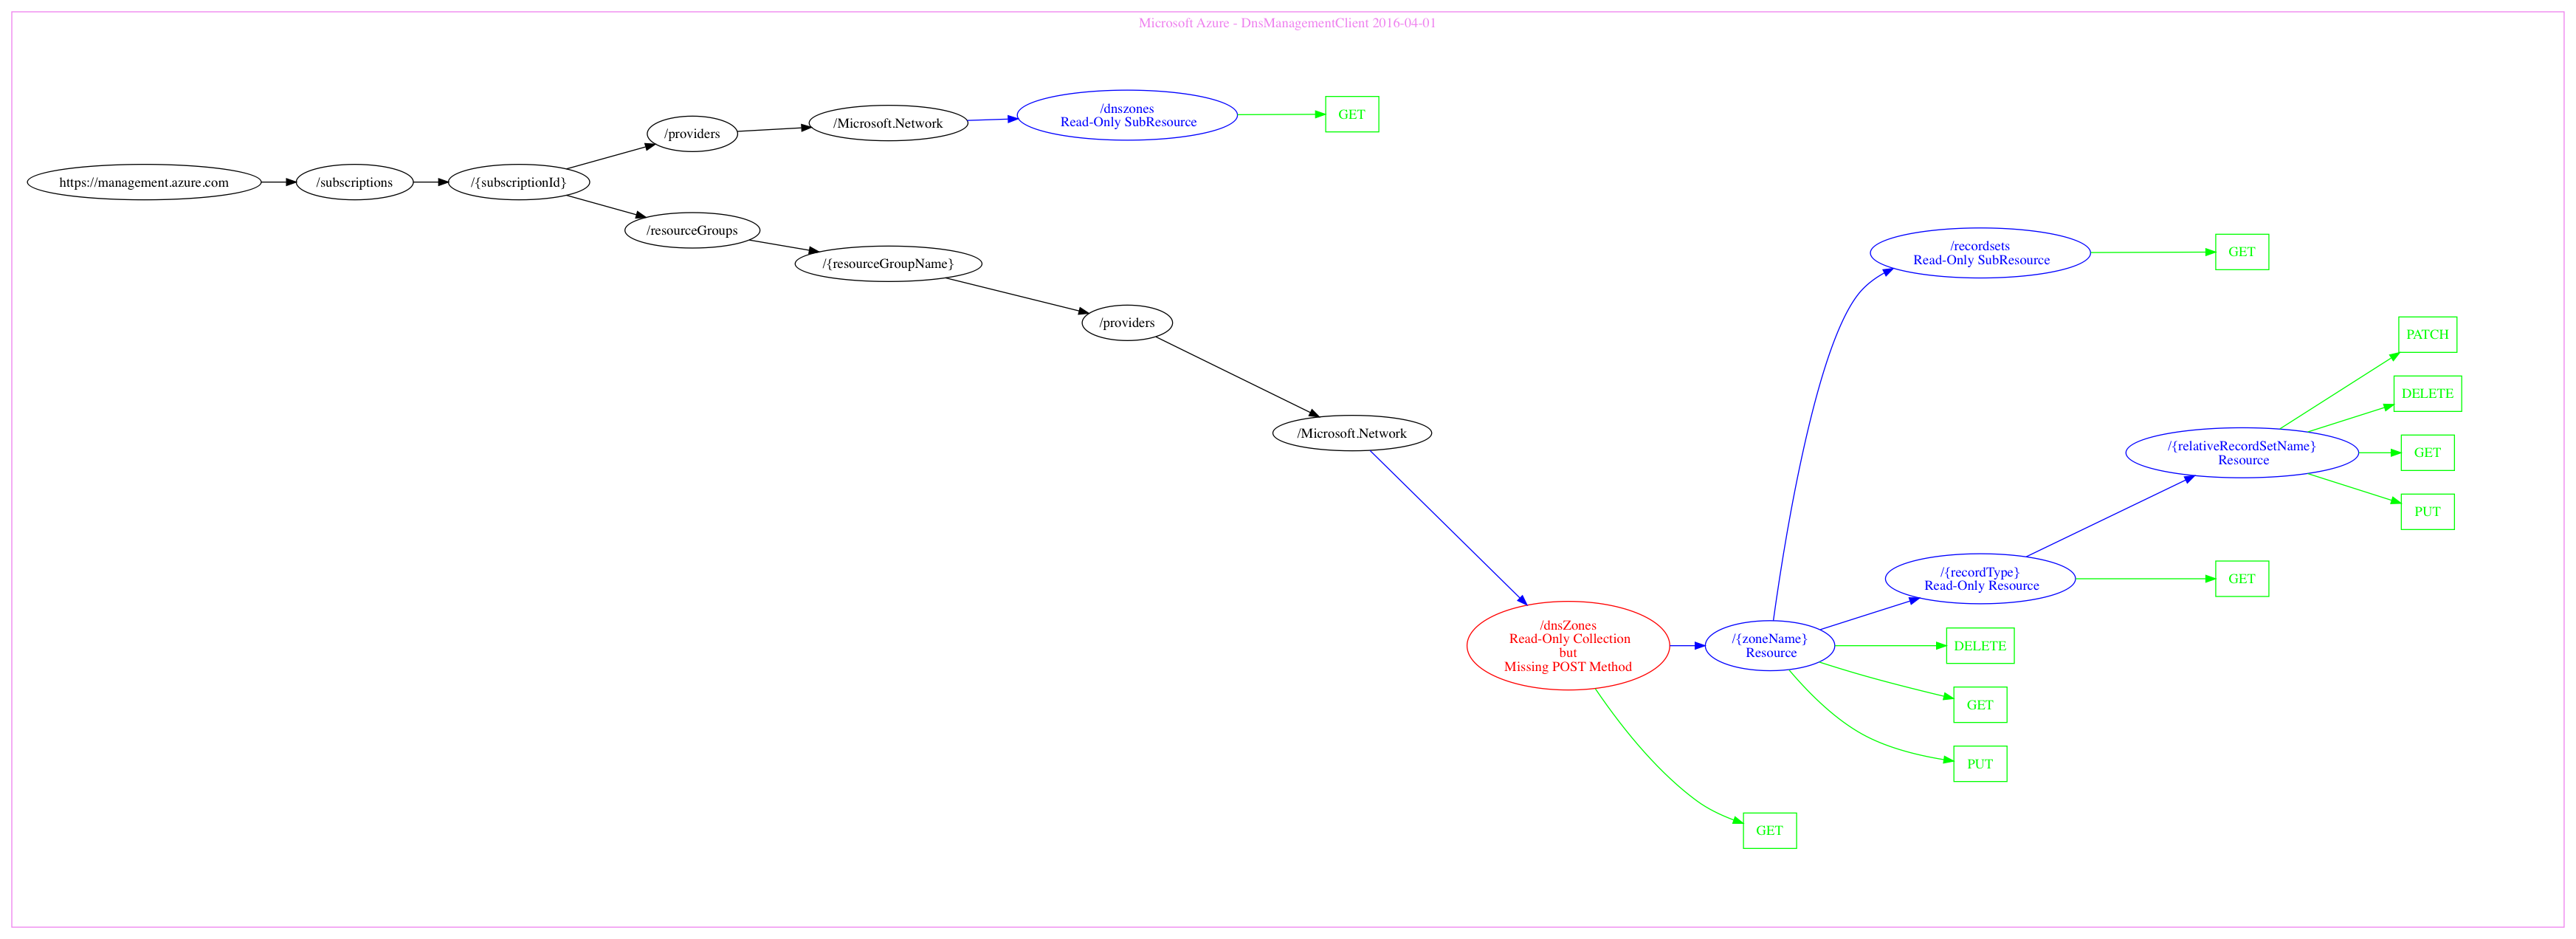 Microsoft Azure - DnsManagementClient 2016-04-01
https://management.azure.com
/subscriptions
/{subscriptionId}
/providers
/Microsoft.Network
/dnszones
Read-Only SubResource
GET
/resourceGroups
/{resourceGroupName}
/providers
/Microsoft.Network
/dnsZones
Read-Only Collection
but
Missing POST Method
GET
/{zoneName}
Resource
/recordsets
Read-Only SubResource
GET
/{recordType}
Read-Only Resource
GET
/{relativeRecordSetName}
Resource
PATCH
DELETE
GET
PUT
DELETE
GET
PUT